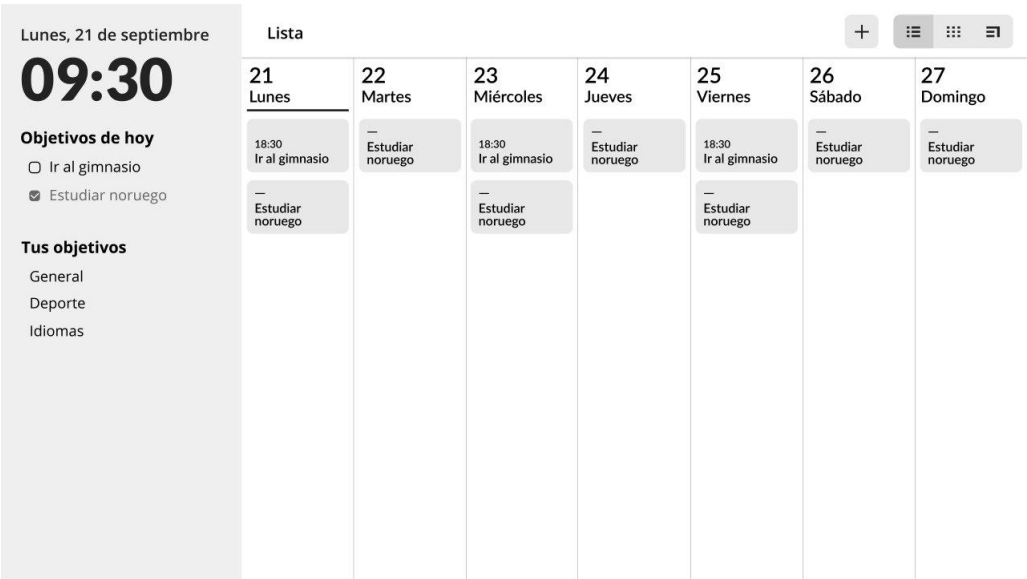 Lunes, 21 de septiembre
09:30
Objetivos de hoy
Ir al gimnasio
Estudiar noruego
Tus objetivos
General
Deporte
Idiomas
Lista
21
Lunes
18:30
Ir al gimnasio
—
Estudiar
noruego
22
Martes
—
Estudiar
noruego
23
Miércoles
18:30
Ir al gimnasio
—
Estudiar
noruego
24
Jueves
—
Estudiar
noruego
25
Viernes
18:30
Ir al gimnasio
—
Estudiar
noruego
26
Sábado
—
Estudiar
noruego
27
Domingo
—
Estudiar
noruego